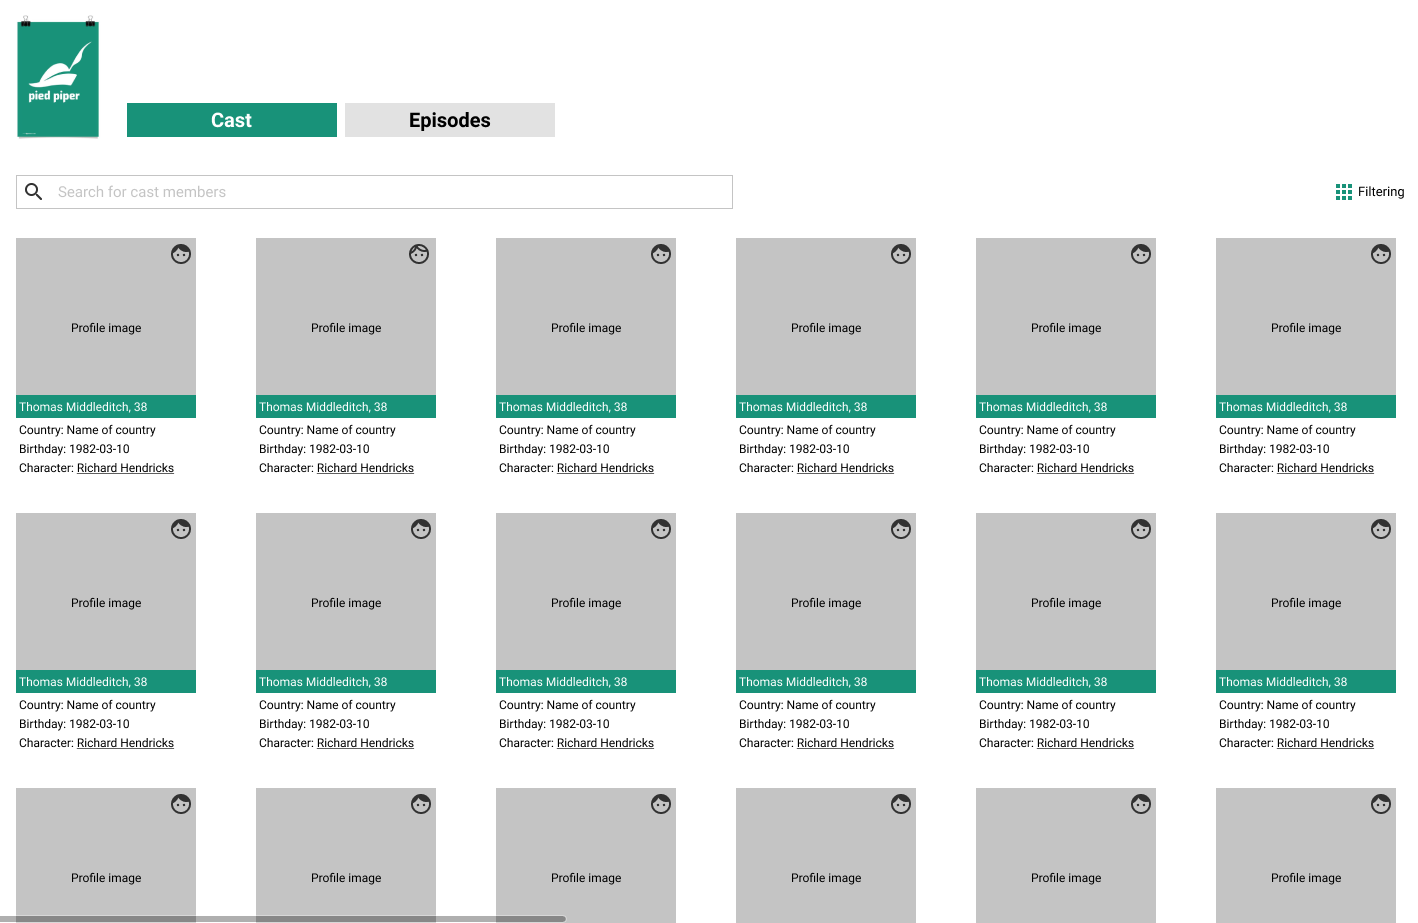 pied piper
Cast Episodes
Search for cast members Filtering
Profile image Profile image Profile image Profile image Profile image Profile image
Thomas Middleditch, 38 Thomas Middleditch, 38 Thomas Middleditch, 38 Thomas Middleditch, 38 Thomas Middleditch, 38 Thomas Middleditch, 38
Country: Name of country Country: Name of country Country: Name of country Country: Name of country Country: Name of country Country: Name of country
Birthday: 1982-03-10 Birthday: 1982-03-10 Birthday: 1982-03-10 Birthday: 1982-03-10 Birthday: 1982-03-10 Birthday: 1982-03-10
Character: Richard Hendricks Character: Richard Hendricks Character: Richard Hendricks Character: Richard Hendricks Character: Richard Hendricks Character: Richard Hendricks
Profile image Profile image Profile image Profile image Profile image Profile image
Thomas Middleditch, 38 Thomas Middleditch, 38 Thomas Middleditch, 38 Thomas Middleditch, 38 Thomas Middleditch, 38 Thomas Middleditch, 38
Country: Name of country Country: Name of country Country: Name of country Country: Name of country Country: Name of country Country: Name of country
Birthday: 1982-03-10 Birthday: 1982-03-10 Birthday: 1982-03-10 Birthday: 1982-03-10 Birthday: 1982-03-10 Birthday: 1982-03-10
Character: Richard Hendricks Character: Richard Hendricks Character: Richard Hendricks Character: Richard Hendricks Character: Richard Hendricks Character: Richard Hendricks
Profile image Profile image Profile image Profile image Profile image Profile image